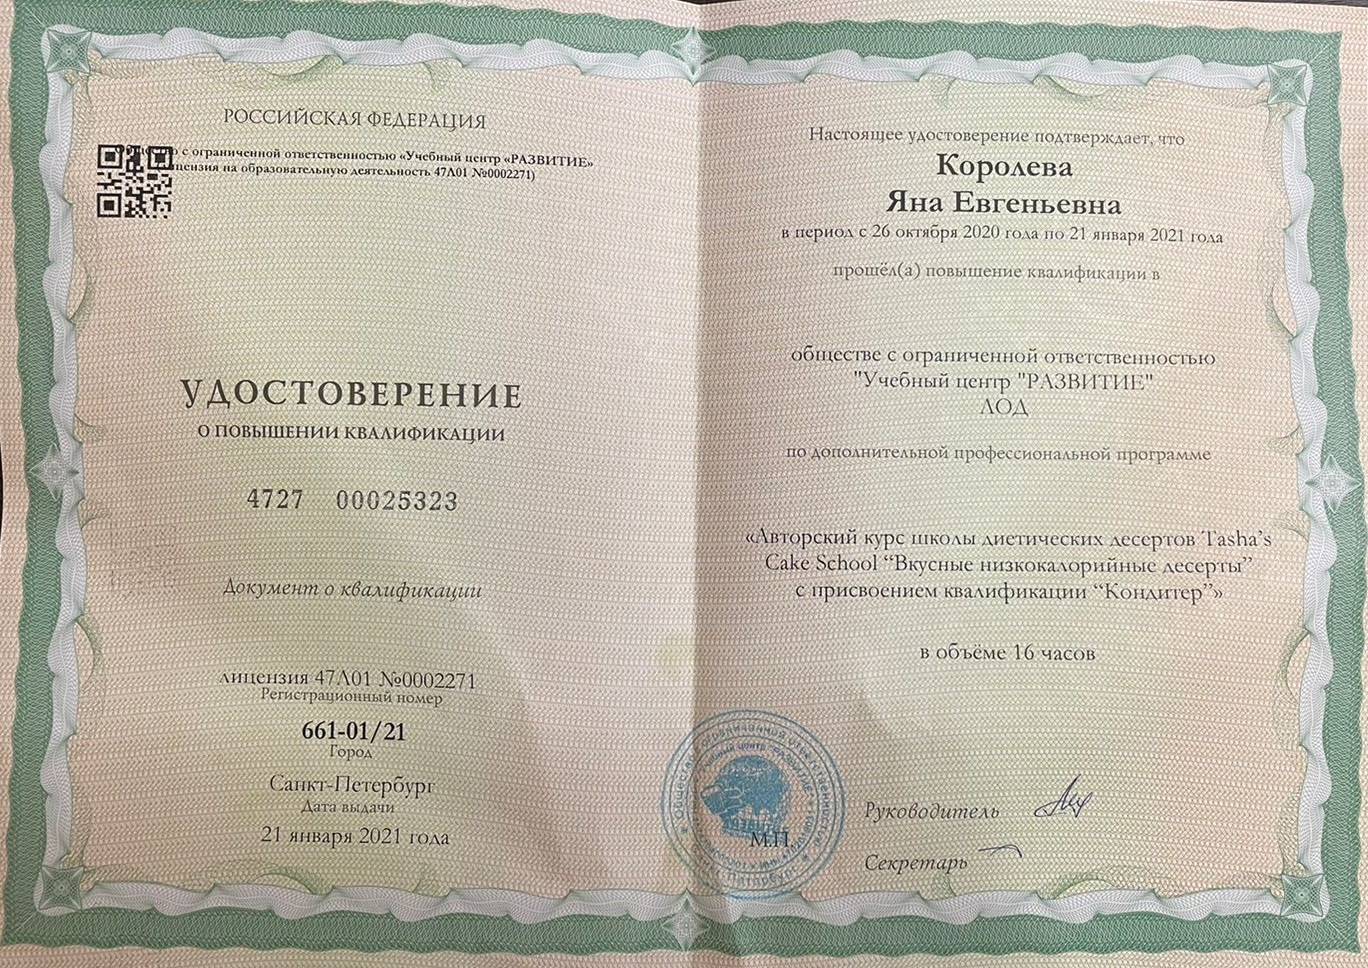 РОССИЙСКАЯ ФЕДЕРАЦИЯ
с ограниченной ответственностью «Учебный центр «РАЗВИТИЕ»
на образовательную деятельность 47Л01 №0002271)
УДОСТОВЕРЕНИЕ
О ПОВЫШЕНИИ КВАЛИФИКАЦИИ
4727 00025323
Документ о квалификации
лицензия 47Л01 №0002271
Регистрационный номер
661-01/21
Город
Санкт-Петербург
Дата выдачи
21 января 2021 года
Настоящее удостоверение подтверждает, что
Королева
Яна Евгеньевна
в период с 26 октября 2020 года по 21 января 2021 года
прошёл(а) повышение квалификации в
обществе с ограниченной ответственностью
"Учебный центр "РАЗВИТИЕ"
ЛОД
по дополнительной профессиональной программе
«Авторский курс школы диетических десертов Tasha’s
Cake School “Вкусные низкокалорийные десерты”
с присвоением квалификации “Кондитер”»
в объёме 16 часов
М.П.
Руководитель
Секретарь